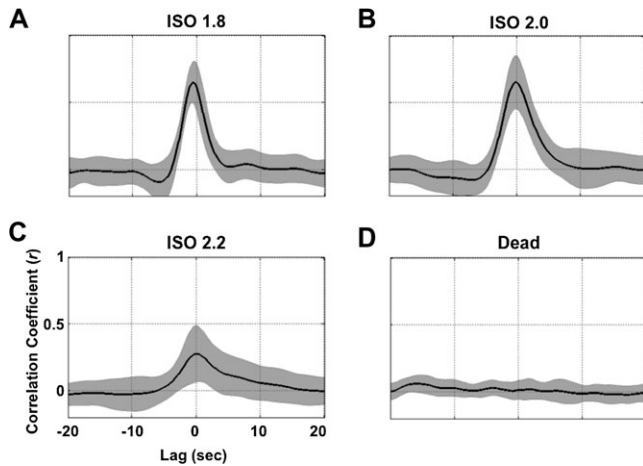 A
ISO 1.8
B
ISO 2.0
C
ISO 2.2
D
Dead
Correlation Coefficient (r)
1
0.5
0
-20 -10 0 10 20
Lag (sec)